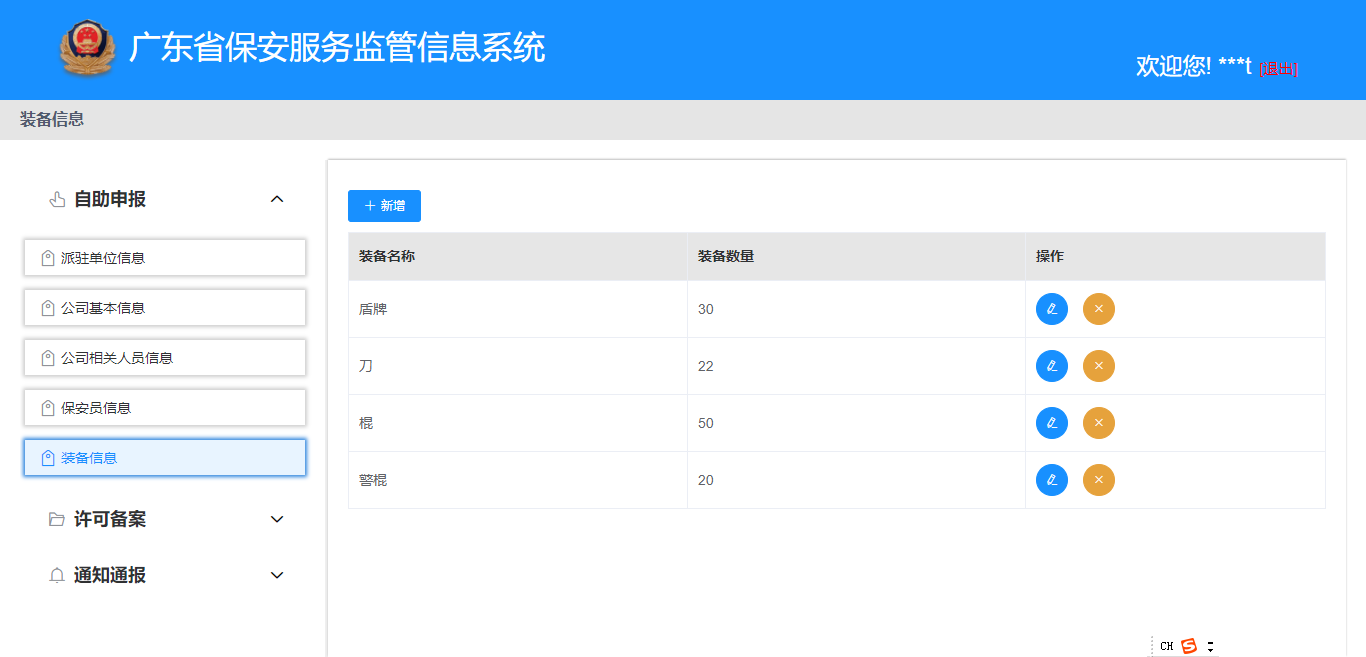 广东省保安服务监管信息系统
欢迎您! ***t [退出]
装备信息
自助申报
派驻单位信息
公司基本信息
公司相关人员信息
保安员信息
装备信息
许可备案
通知通报
+ 新增
装备名称 装备数量 操作
盾牌 30
刀 22
棍 50
警棍 20
CH